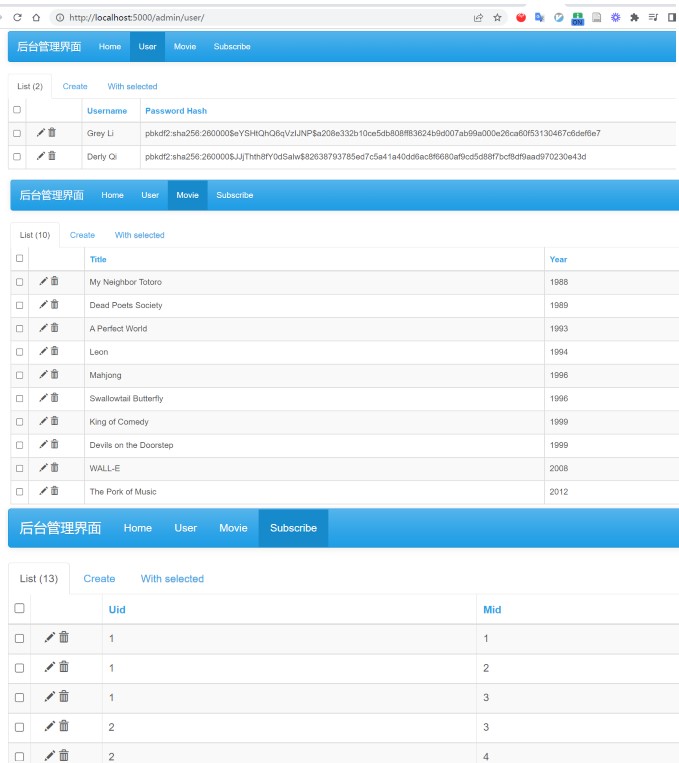 http://localhost:5000/admin/user/
ON
后台管理界面 Home User Movie Subscribe
List (2) Create With selected
Username Password Hash
Grey Li pbkdf2:sha256:260000$eYSHtQhQ6qVzIJNP$a208e332b10ce5db808ff83624b9d007ab99a000e26ca60f53130467c6def6e7
Derly Qi pbkdf2:sha256:260000$JJjThth8fY0dSaIw$82638793785ed7c5a41a40dd6ac8f6680af9cd5d88f7bcf8df9aad970230e43d
后台管理界面 Home User Movie Subscribe
List (10) Create With selected
Title Year
My Neighbor Totoro 1988
Dead Poets Society 1989
A Perfect World 1993
Leon 1994
Mahjong 1996
Swallowtail Butterfly 1996
King of Comedy 1999
Devils on the Doorstep 1999
WALL-E 2008
The Pork of Music 2012
后台管理界面 Home User Movie Subscribe
List (13) Create With selected
Uid Mid
1 1
1 2
1 3
2 3
2 4